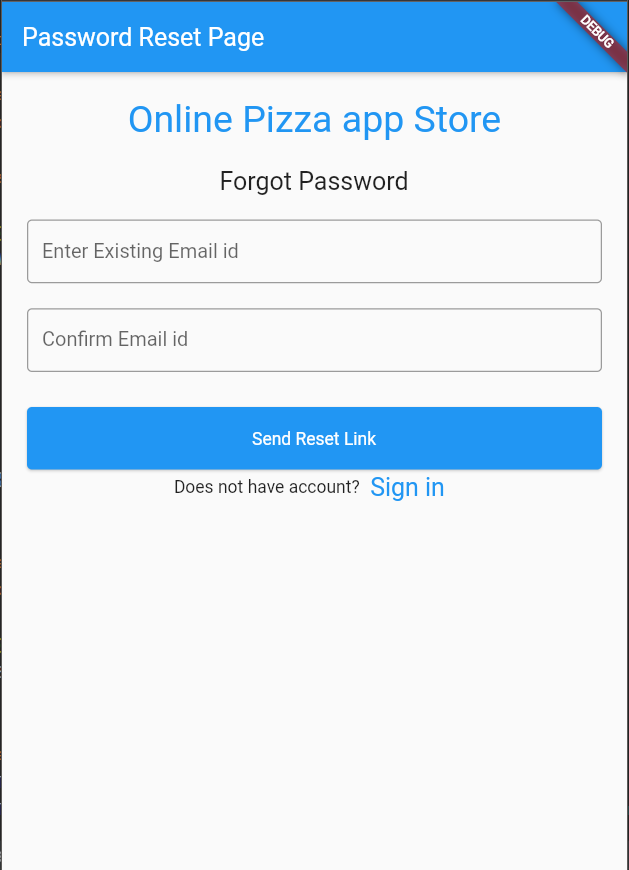 Password Reset Page
DEBUG
Online Pizza app Store
Forgot Password
Enter Existing Email id
Confirm Email id
Send Reset Link
Does not have account? Sign in